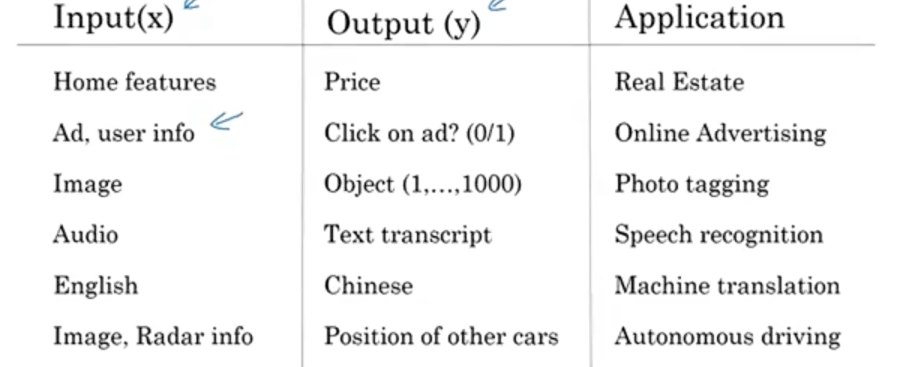 Input(x) Output (y) Application
Home features Price Real Estate
Ad, user info Click on ad? (0/1) Online Advertising
Image Object (1,...,1000) Photo tagging
Audio Text transcript Speech recognition
English Chinese Machine translation
Image, Radar info Position of other cars Autonomous driving